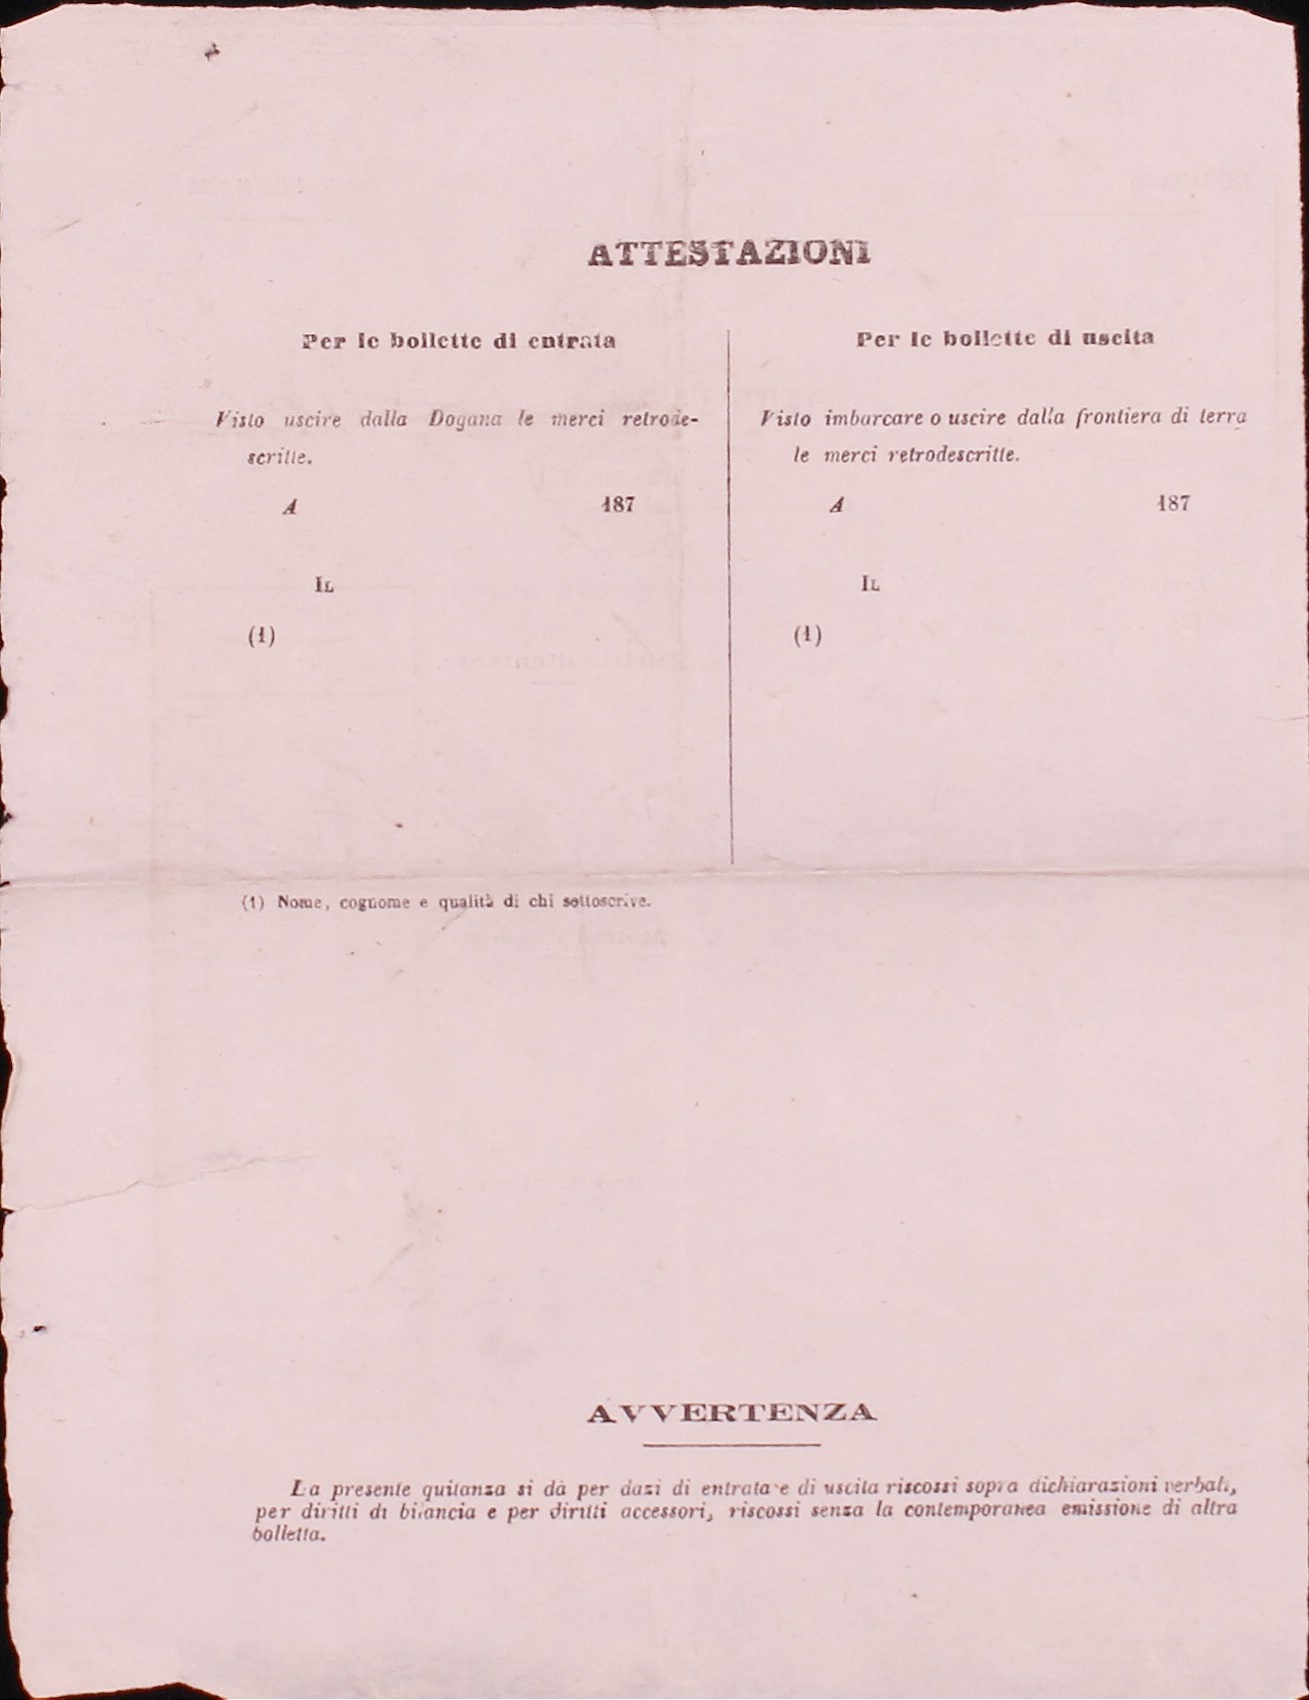 ATTESTAZIONI
Per le bollette di entrata
Visto uscire dalla Dogana le merci retrode-
scritte.
A 187
IL
(1)
Per le bollette di uscita
Visto imbarcare o uscire dalla frontiera di terra
le merci retrodescritte.
A 187
IL
(1)
(1) Nome, cognome e qualità di chi sottoscrive.
AVVERTENZA
La presente quitanza si dà per dazi di entrata e di uscita riscossi sopra dichiarazioni verbali,
per diritti di bilancia e per diritti accessori, riscossi senza la contemporanea emissione di altra
bolletta.